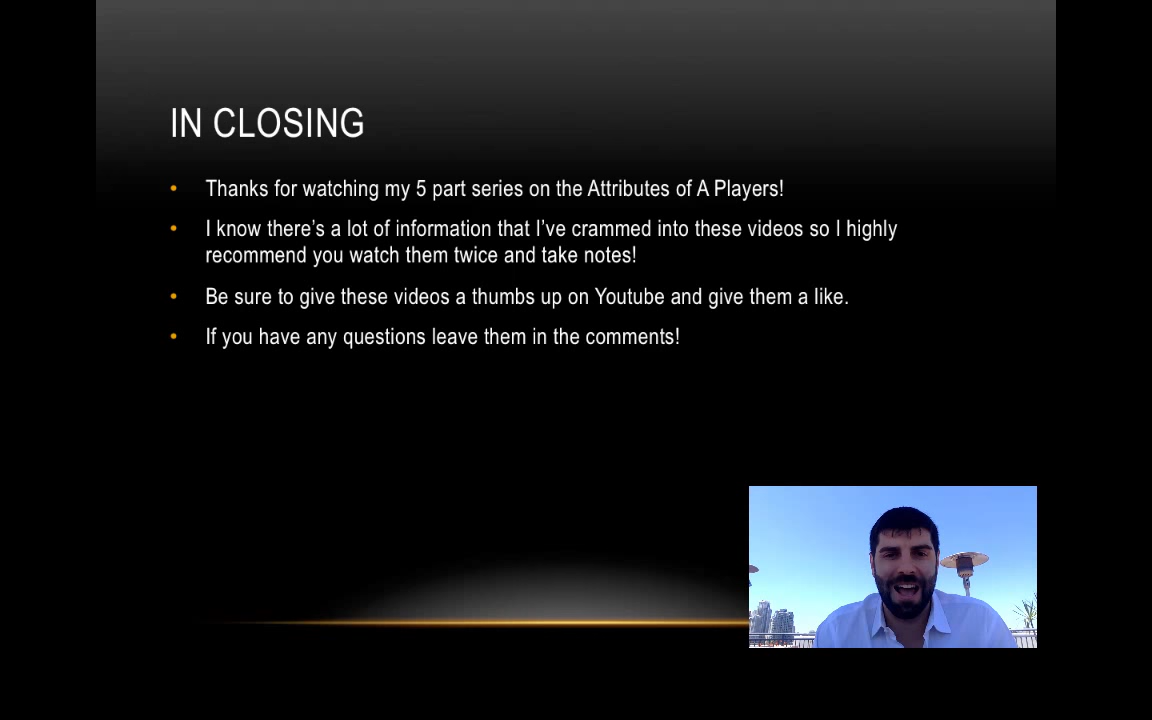 IN CLOSING
Thanks for watching my 5 part series on the Attributes of A Players!
I know there's a lot of information that I've crammed into these videos so I highly
recommend you watch them twice and take notes!
Be sure to give these videos a thumbs up on Youtube and give them a like.
If you have any questions leave them in the comments!